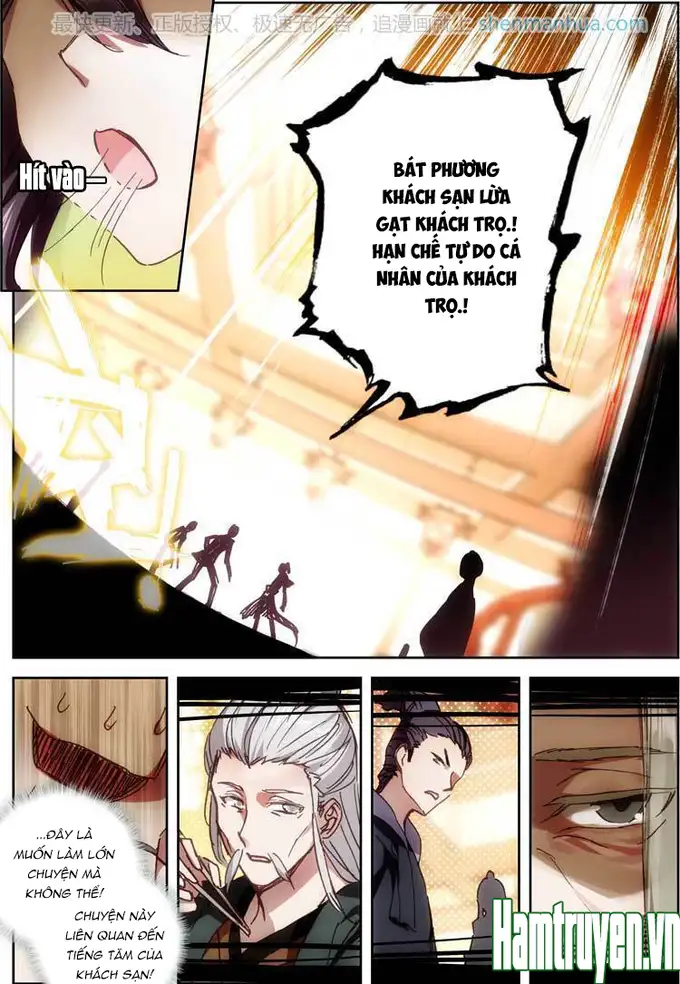 最快更新、正版授权、极速无广告，追漫画就上 shenmanhua.com
Hít vào—
BÁT PHƯƠNG
KHÁCH SẠN LỪA
GẠT KHÁCH TRỌ.!
HẠN CHẾ TỰ DO CÁ
NHÂN CỦA KHÁCH
TRỌ.!
...ĐÂY LÀ
MUỐN LÀM LỚN
CHUYỆN MÀ
KHÔNG THỂ!
CHUYỆN NÀY
LIÊN QUAN ĐẾN
TIẾNG TĂM CỦA
KHÁCH SẠN!
Hamtruyen.vn